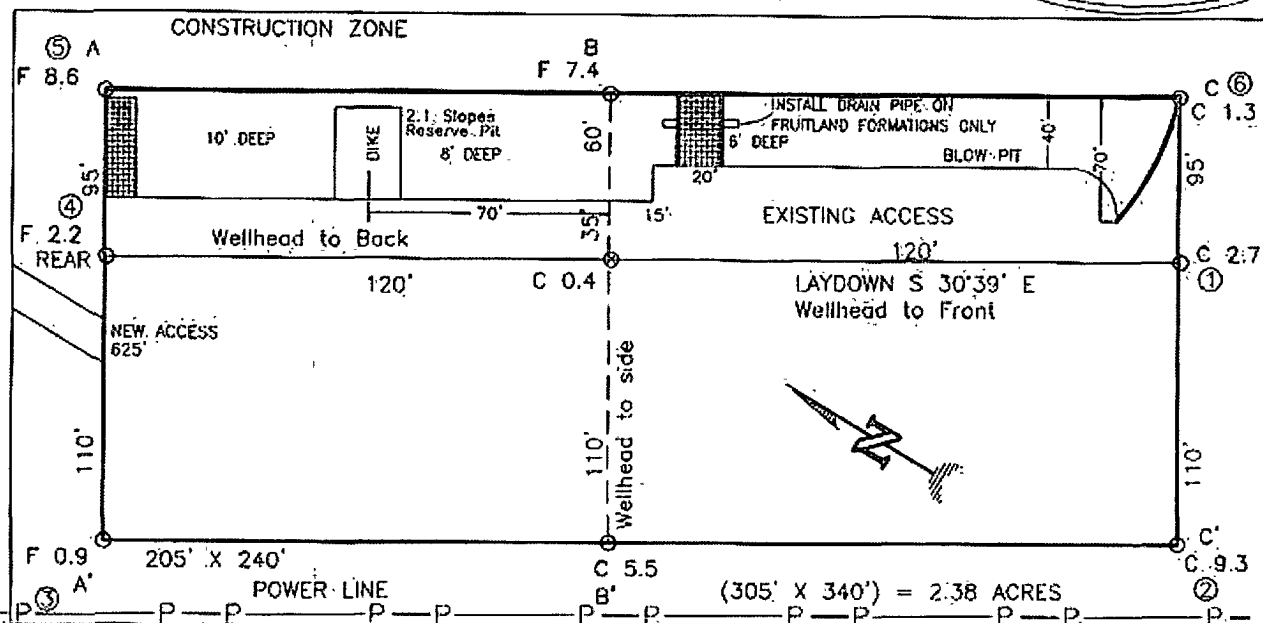 CONSTRUCTION ZONE
⑤ A
B
C ⑥
F 8.6
F 7.4
C 1.3
10' DEEP
DIKE
2:1 Slopes
Reserve Pit
8' DEEP
60'
INSTALL DRAIN PIPE ON
FRUITLAND FORMATIONS ONLY
6' DEEP
BLOW PIT
40'
70'
95'
95'
20'
④
F 2.2
REAR
70'
35'
15'
EXISTING ACCESS
Wellhead to Back
120'
120'
C 2.7
①
C 0.4
LAYDOWN S 30°39' E
Wellhead to Front
NEW ACCESS
625'
110'
110'
Wellhead to side
N
110'
F 0.9
A'
③
205' X 240'
POWER LINE
C 5.5
B'
(305' X 340') = 2.38 ACRES
C'
C 9.3
②
P P P P P P P P P P P P